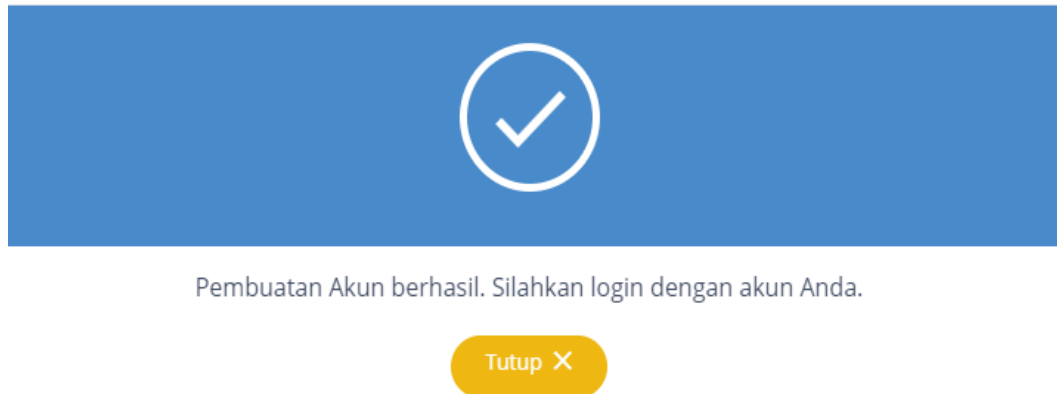 Pembuatan Akun berhasil. Silahkan login dengan akun Anda.
Tutup ✕